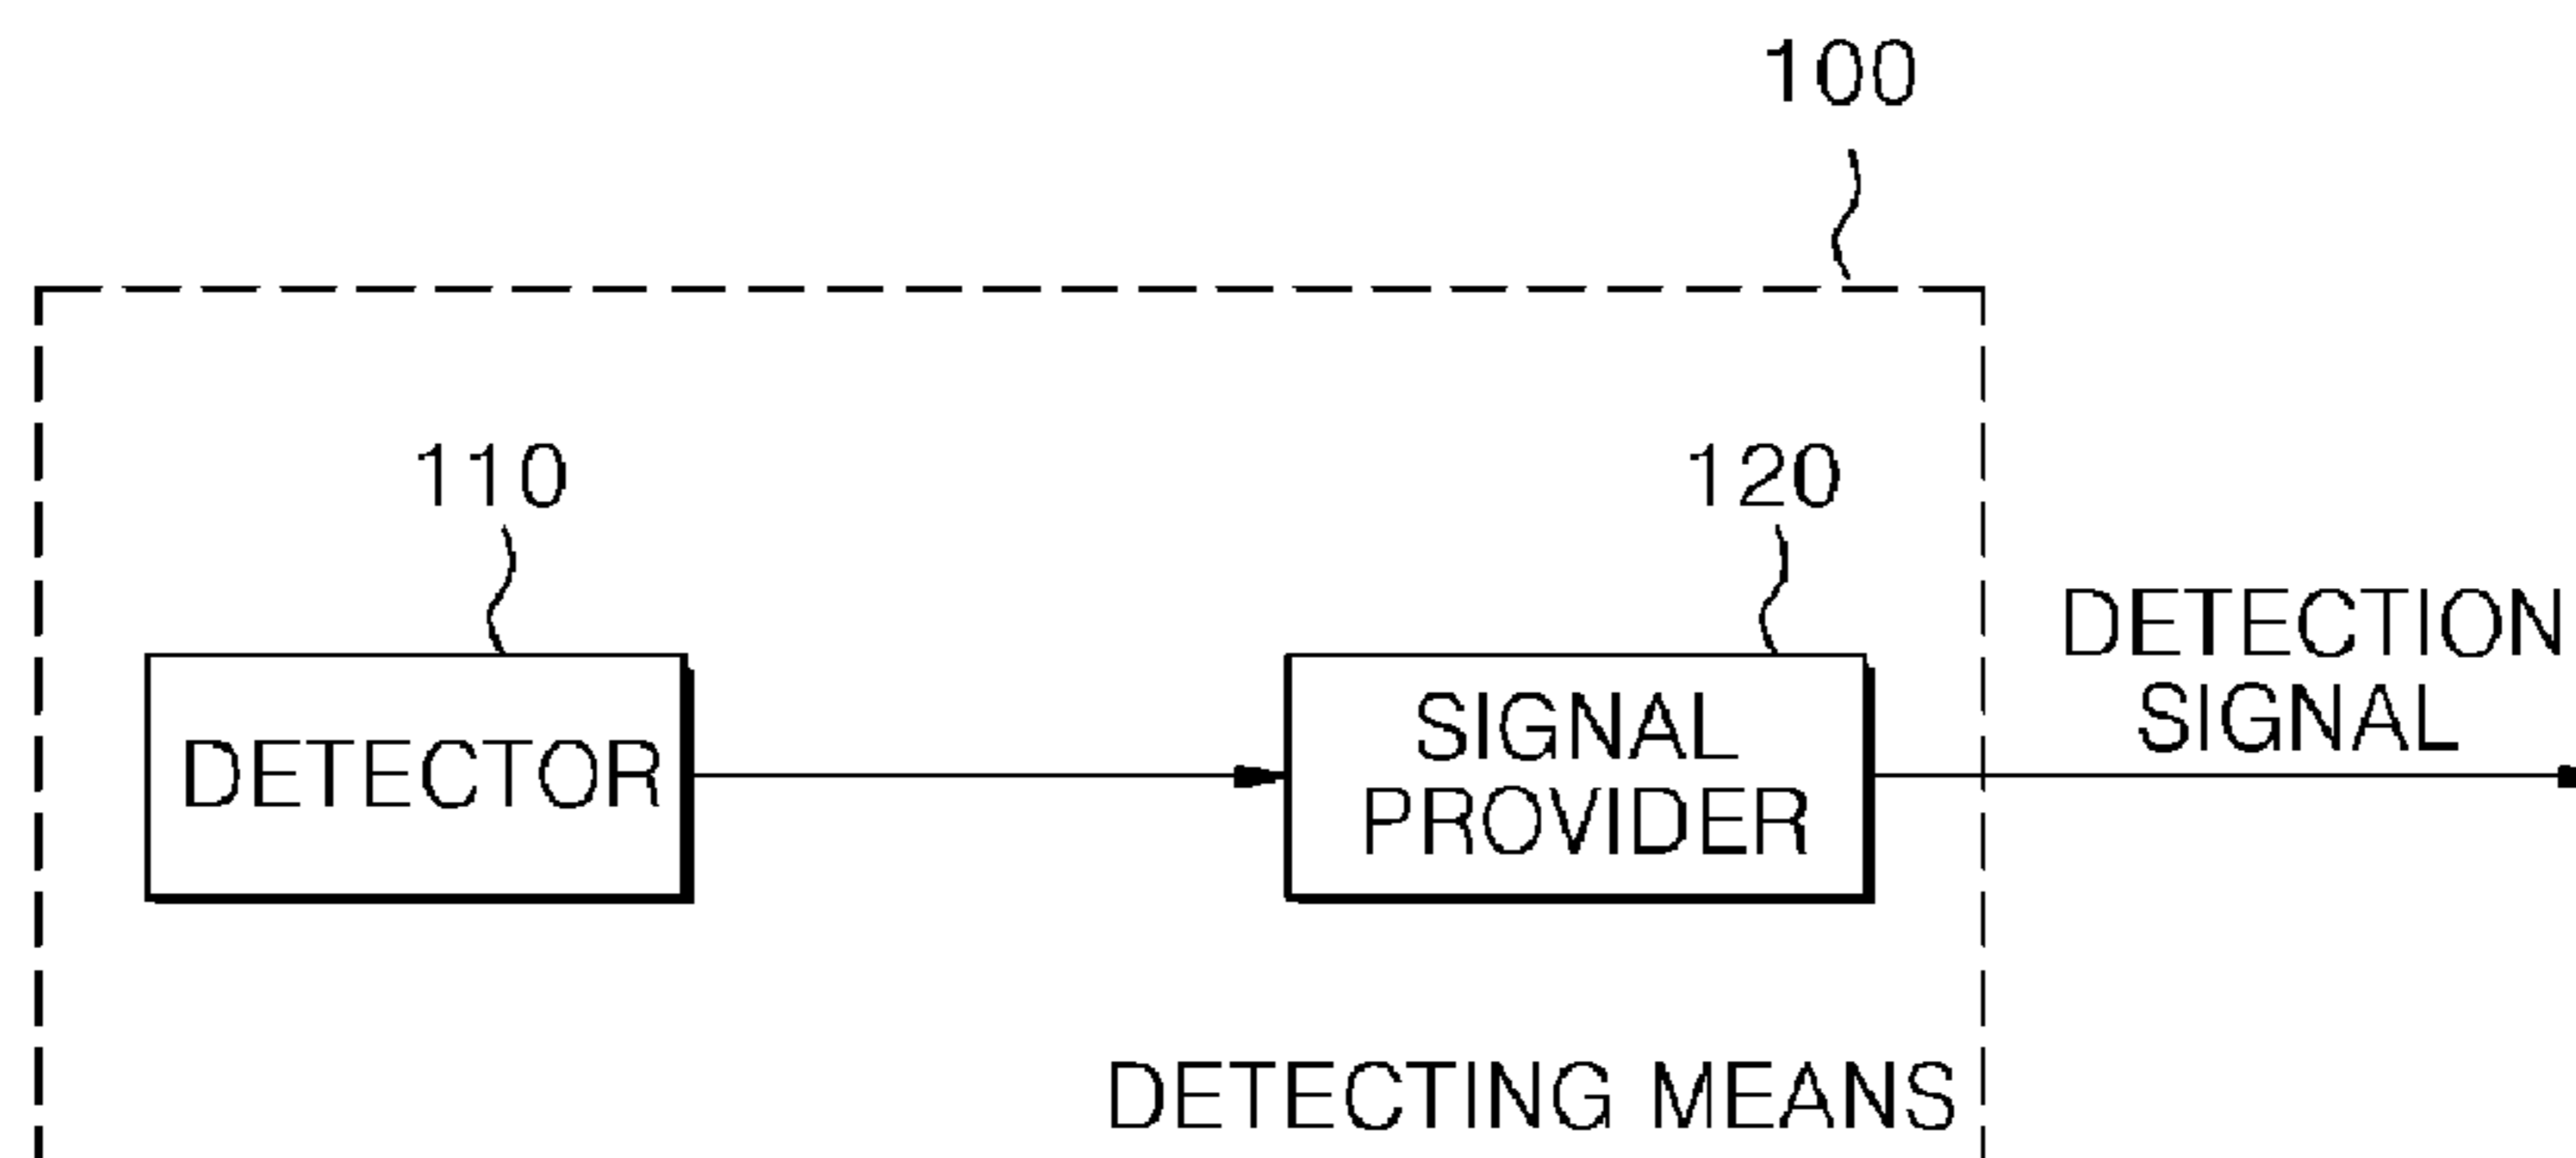 100
110
120
DETECTION
SIGNAL
DETECTOR
SIGNAL
PROVIDER
DETECTING MEANS